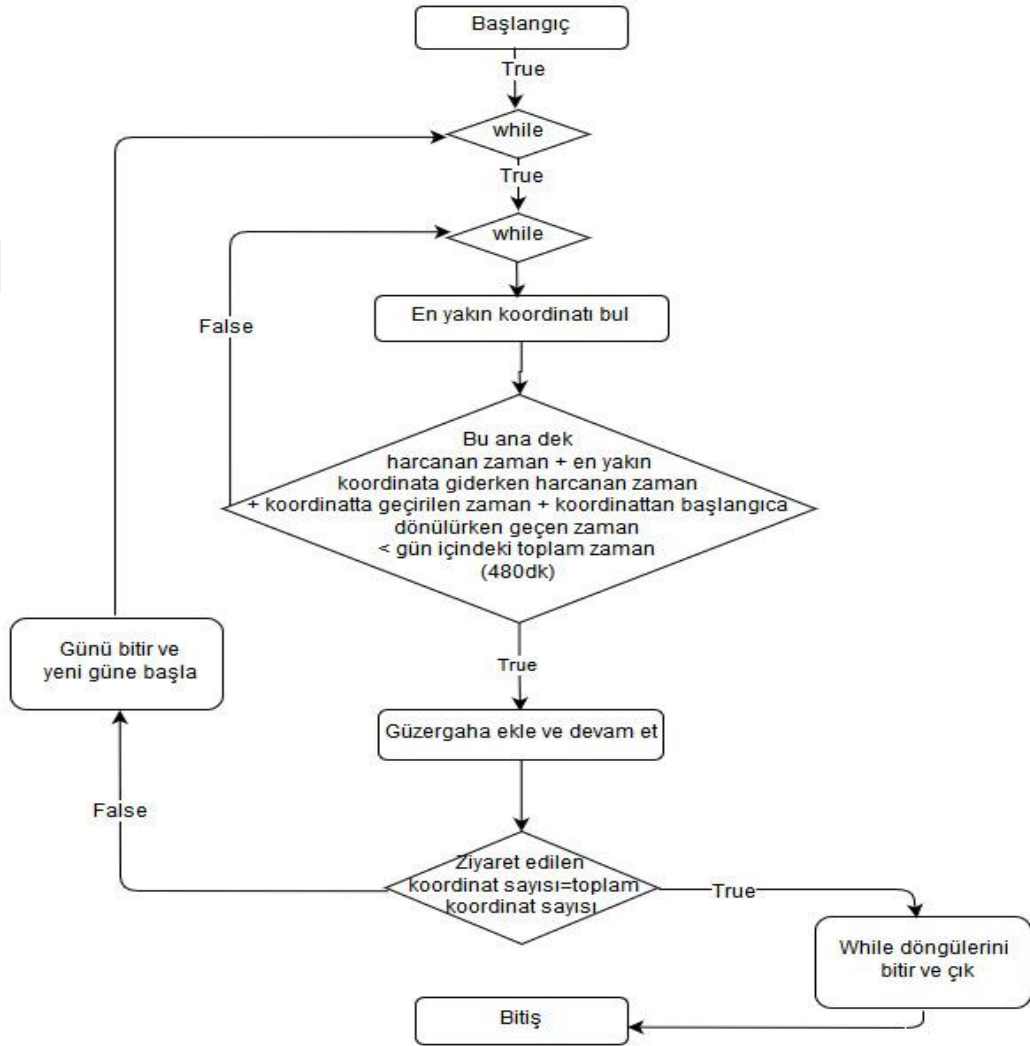 Başlangıç
True
while
True
while
En yakın koordinatı bul
False
Bu ana dek
harcanan zaman + en yakın
koordinata giderken harcanan zaman
+ koordinatta geçirilen zaman + koordinattan başlangıca
dönülürken geçen zaman
< gün içindeki toplam zaman
(480dk)
Günü bitir ve
yeni güne başla
True
Güzergaha ekle ve devam et
False
Ziyaret edilen
koordinat sayısı=toplam
koordinat sayısı
True
While döngülerini
bitir ve çık
Bitiş